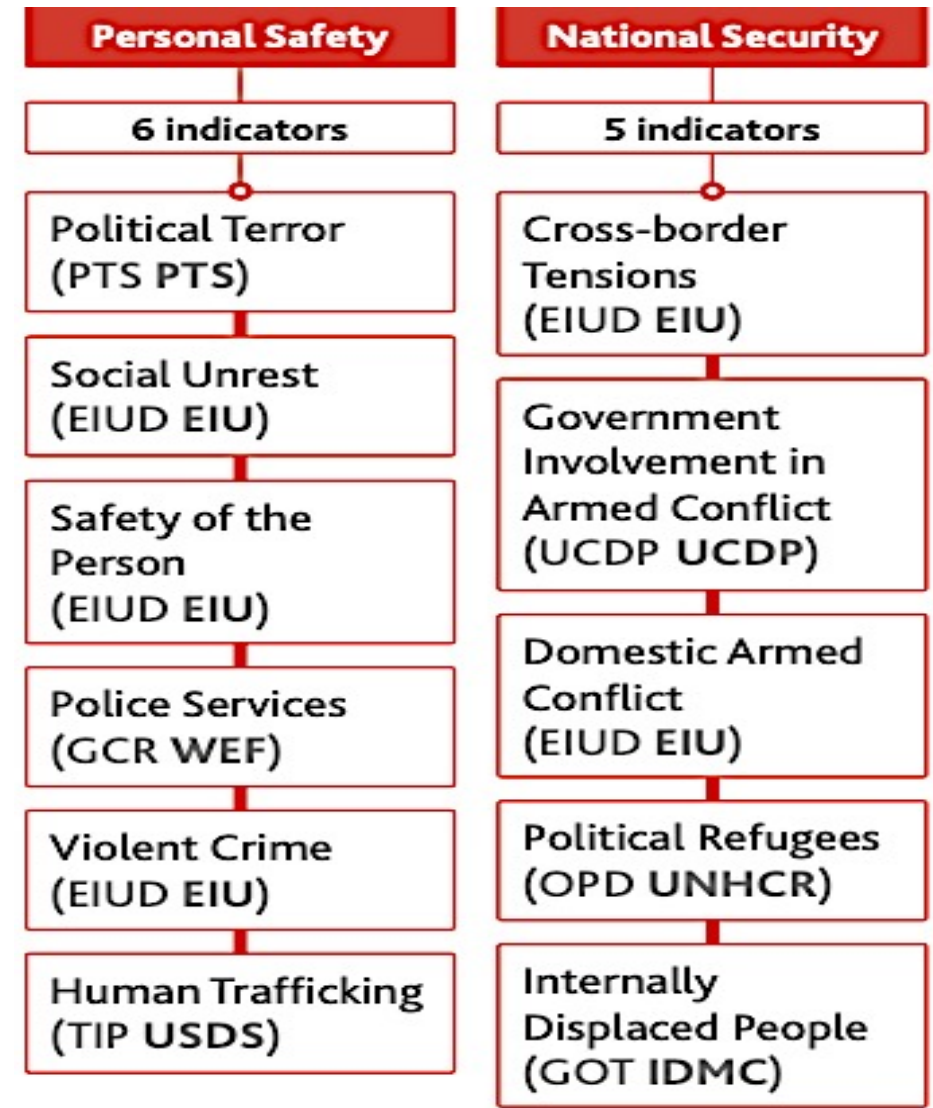 Personal Safety
6 indicators
Political Terror
(PTS PTS)
Social Unrest
(EIUD EIU)
Safety of the
Person
(EIUD EIU)
Police Services
(GCR WEF)
Violent Crime
(EIUD EIU)
Human Trafficking
(TIP USDS)
National Security
5 indicators
Cross-border
Tensions
(EIUD EIU)
Government
Involvement in
Armed Conflict
(UCDP UCDP)
Domestic Armed
Conflict
(EIUD EIU)
Political Refugees
(OPD UNHCR)
Internally
Displaced People
(GOT IDMC)